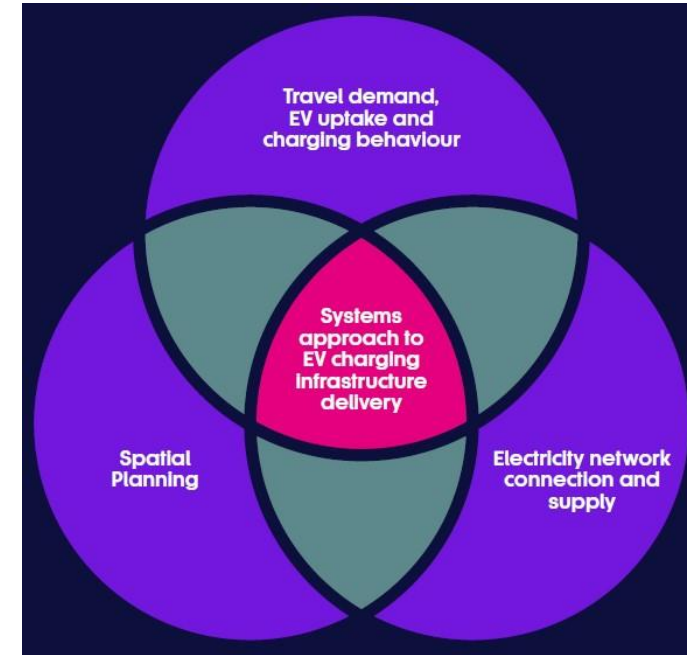 Travel demand,
EV uptake and
charging behaviour
Systems
approach to
EV charging
infrastructure
delivery
Spatial
Planning
Electricity network
connection and
supply